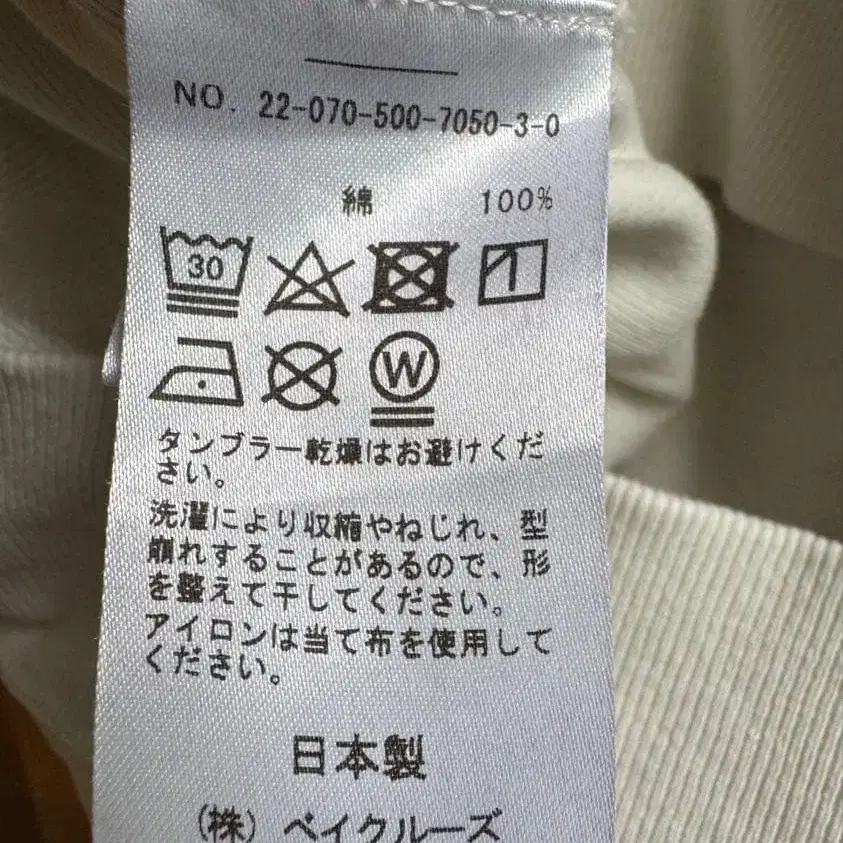 NO. 22-070-500-7050-3-0
綿 100%
30
W
タンブラー乾燥はお避けくだ
さい。
洗濯により収縮やねじれ、型
崩れすることがあるので、形
を整えて干してください。
アイロンは当て布を使用して
ください。
日本製
(株) ベイクルーズ